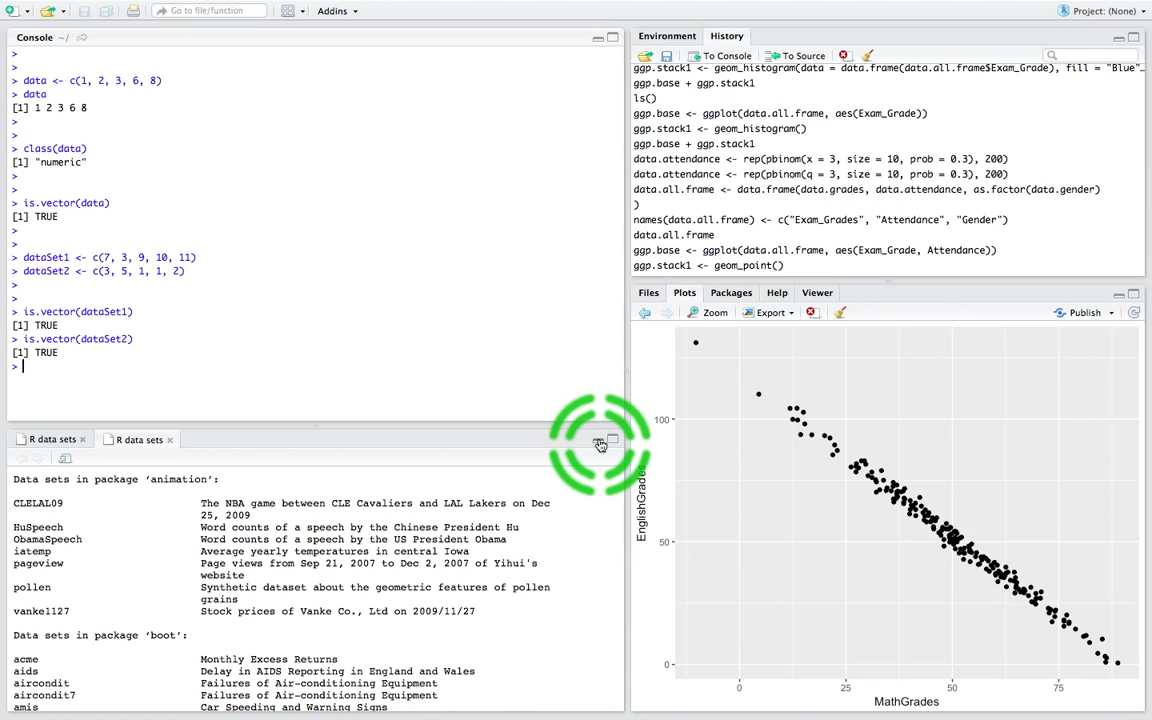 Go to file/function
Addins
Project: (None)
Console ~/
>
>
> data <- c(1, 2, 3, 6, 8)
> data
[1] 1 2 3 6 8
>
>
> class(data)
[1] "numeric"
>
>
> is.vector(data)
[1] TRUE
>
>
> dataSet1 <- c(7, 3, 9, 10, 11)
> dataSet2 <- c(3, 5, 1, 1, 2)
>
>
> is.vector(dataSet1)
[1] TRUE
> is.vector(dataSet2)
[1] TRUE
>
R data sets
R data sets
Data sets in package ‘animation’:
CLELAL09 The NBA game between CLE Cavaliers and LAL Lakers on Dec
25, 2009
HuSpeech Word counts of a speech by the Chinese President Hu
ObamaSpeech Word counts of a speech by the US President Obama
iatemp Average yearly temperatures in central Iowa
pageview Page views from Sep 21, 2007 to Dec 2, 2007 of Yihui's
website
pollen Synthetic dataset about the geometric features of pollen
grains
vanke1127 Stock prices of Vanke Co., Ltd on 2009/11/27
Data sets in package ‘boot’:
acme Monthly Excess Returns
aids Delay in AIDS Reporting in England and Wales
aircondit Failures of Air-conditioning Equipment
aircondit7 Failures of Air-conditioning Equipment
amis Car Speeding and Warning Signs
Environment History
To Console To Source
ggp.stack1 <- geom_histogram(data = data.frame(data.all.frame$Exam_Grade), fill = "Blue"…
ggp.base + ggp.stack1
ls()
ggp.base <- ggplot(data.all.frame, aes(Exam_Grade))
ggp.stack1 <- geom_histogram()
ggp.base + ggp.stack1
data.attendance <- rep(pbinom(x = 3, size = 10, prob = 0.3), 200)
data.attendance <- rep(pbinom(q = 3, size = 10, prob = 0.3), 200)
data.all.frame <- data.frame(data.grades, data.attendance, as.factor(data.gender)
)
names(data.all.frame) <- c("Exam_Grades", "Attendance", "Gender")
data.all.frame
ggp.base <- ggplot(data.all.frame, aes(Exam_Grade, Attendance))
ggp.stack1 <- geom_point()
Files Plots Packages Help Viewer
Zoom Export Publish
100
50
0
EnglishGrades
0 25 50 75
MathGrades